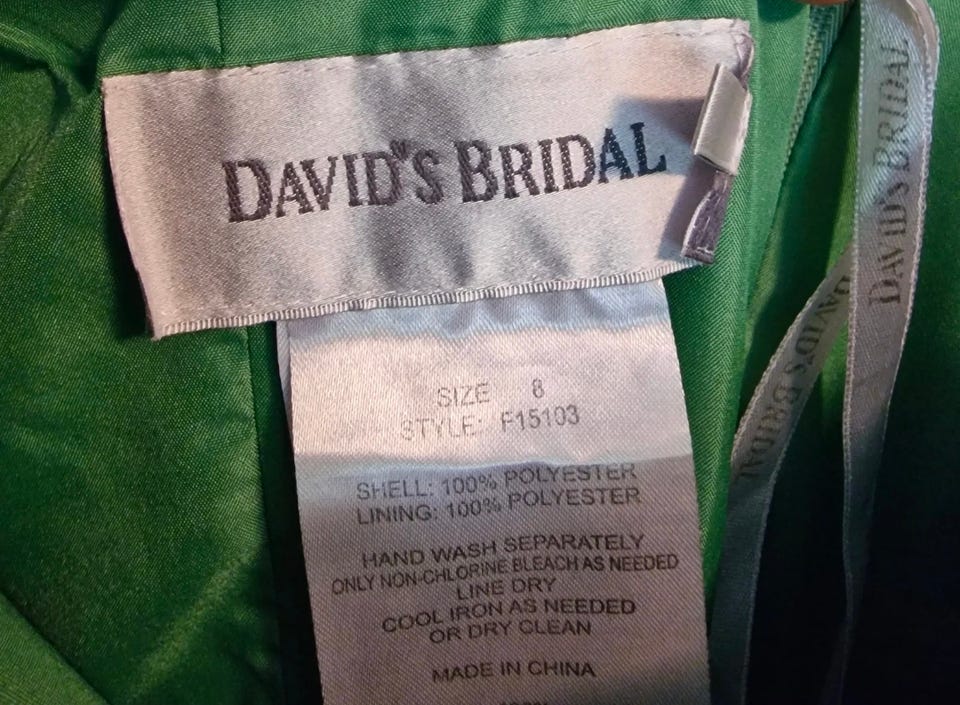 DAVID'S BRIDAL
SIZE 8
STYLE: F15103
SHELL: 100% POLYESTER
LINING: 100% POLYESTER
HAND WASH SEPARATELY
ONLY NON-CHLORINE BLEACH AS NEEDED
LINE DRY
COOL IRON AS NEEDED
OR DRY CLEAN
MADE IN CHINA
DAVID'S BRIDAL
DAVID'S BRIDAL